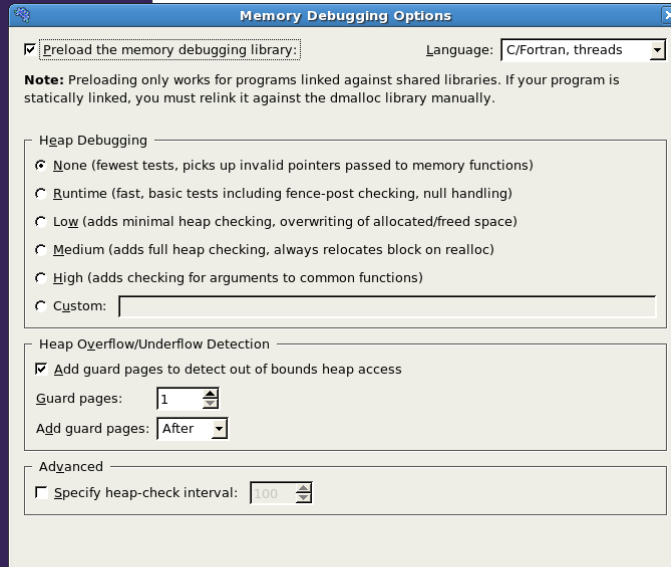 Memory Debugging Options
Preload the memory debugging library: Language: C/Fortran, threads
Note: Preloading only works for programs linked against shared libraries. If your program is
statically linked, you must relink it against the dmalloc library manually.
Heap Debugging
None (fewest tests, picks up invalid pointers passed to memory functions)
Runtime (fast, basic tests including fence-post checking, null handling)
Low (adds minimal heap checking, overwriting of allocated/freed space)
Medium (adds full heap checking, always relocates block on realloc)
High (adds checking for arguments to common functions)
Custom:
Heap Overflow/Underflow Detection
Add guard pages to detect out of bounds heap access
Guard pages: 1
Add guard pages: After
Advanced
Specify heap-check interval: 100